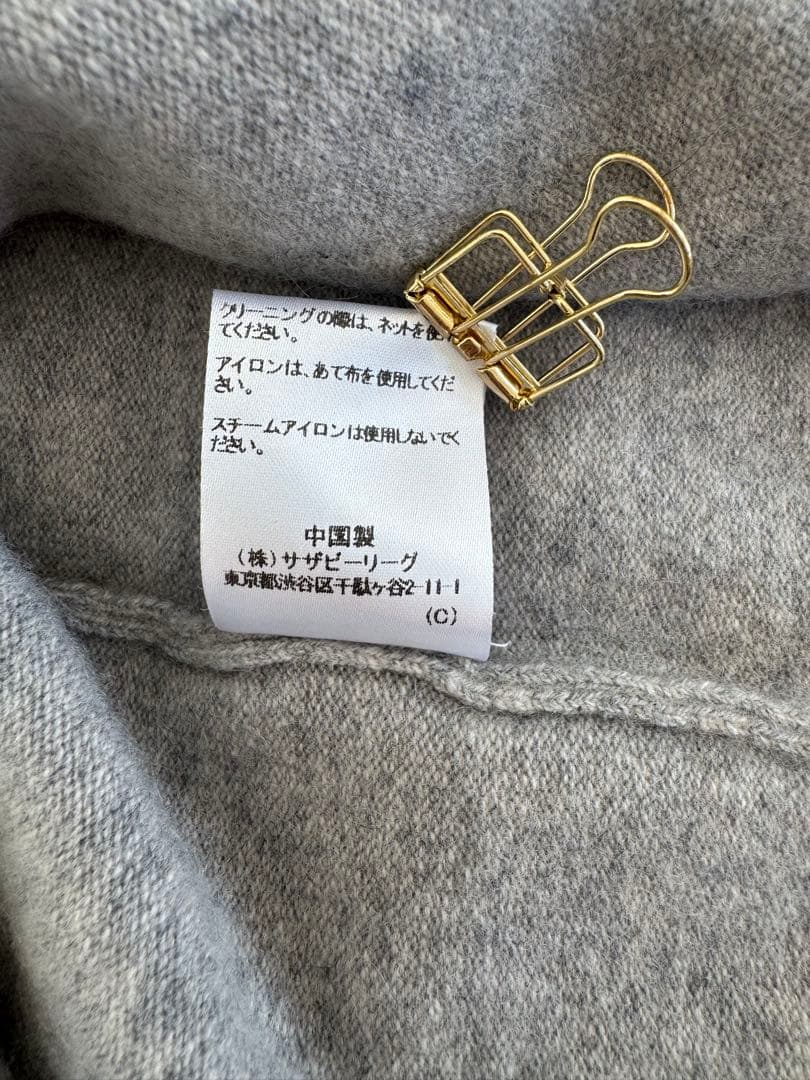 クリーニングの際は、ネットを使
てください。
アイロンは、あて布を使用してくだ
さい。
スチームアイロンは使用しないでく
ださい。
中国製
(株)サザビーリーグ
東京都渋谷区千駄ヶ谷2-11-1
(C)